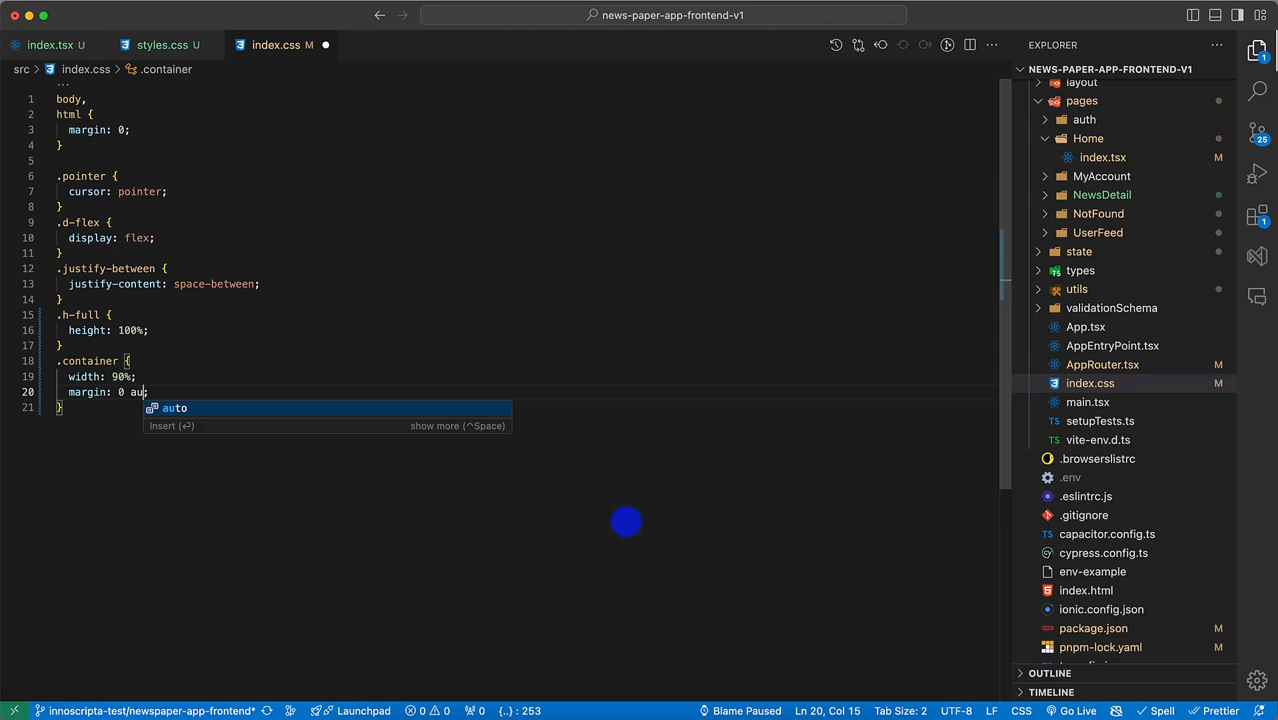 news-paper-app-frontend-v1
index.tsx U
styles.css U
index.css M
EXPLORER
src
index.css
.container
NEWS-PAPER-APP-FRONTEND-V1
...
1 body,
2 html {
3 margin: 0;
4 }
5
6 .pointer {
7 cursor: pointer;
8 }
9 .d-flex {
10 display: flex;
11 }
12 .justify-between {
13 justify-content: space-between;
14 }
15 .h-full {
16 height: 100%;
17 }
18 .container {
19 width: 90%;
20 margin: 0 au;
21 }
auto
Insert (⏎) show more (^Space)
layout
pages
auth
Home
index.tsx M
MyAccount
NewsDetail
NotFound
UserFeed
state
types
utils
validationSchema
App.tsx
AppEntryPoint.tsx
AppRouter.tsx M
index.css M
main.tsx
TS setupTests.ts
TS vite-env.d.ts
.browserslistrc
.env
.eslintrc.js
.gitignore
capacitor.config.ts
cypress.config.ts
env-example
index.html
ionic.config.json
package.json M
pnpm-lock.yaml M
OUTLINE
TIMELINE
1
25
1
innoscripta-test/newspaper-app-frontend* Launchpad 0 0 0 {..} : 253 Blame Paused Ln 20, Col 15 Tab Size: 2 UTF-8 LF CSS Go Live Spell Prettier